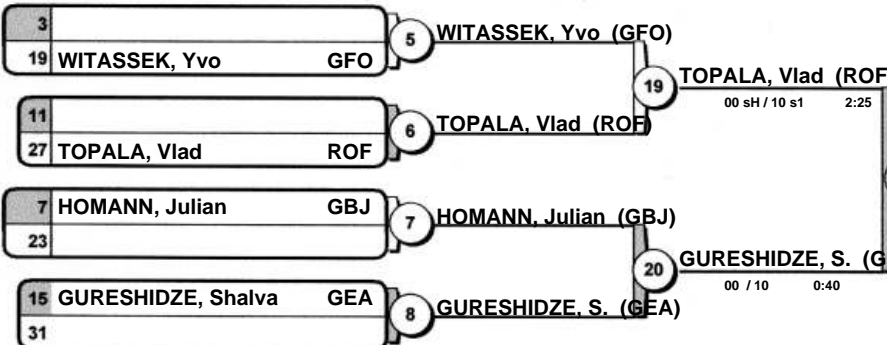 3
19 WITASSEK, Yvo GFO
5
WITASSEK, Yvo (GFO)
11
27 TOPALA, Vlad ROF
6
TOPALA, Vlad (ROF)
19
TOPALA, Vlad (ROF
00 sH / 10 s1 2:25
7 HOMANN, Julian GBJ
23
7
HOMANN, Julian (GBJ)
15 GURESHIDZE, Shalva GEA
31
8
GURESHIDZE, S. (GEA)
20
GURESHIDZE, S. (G
00 / 10 0:40